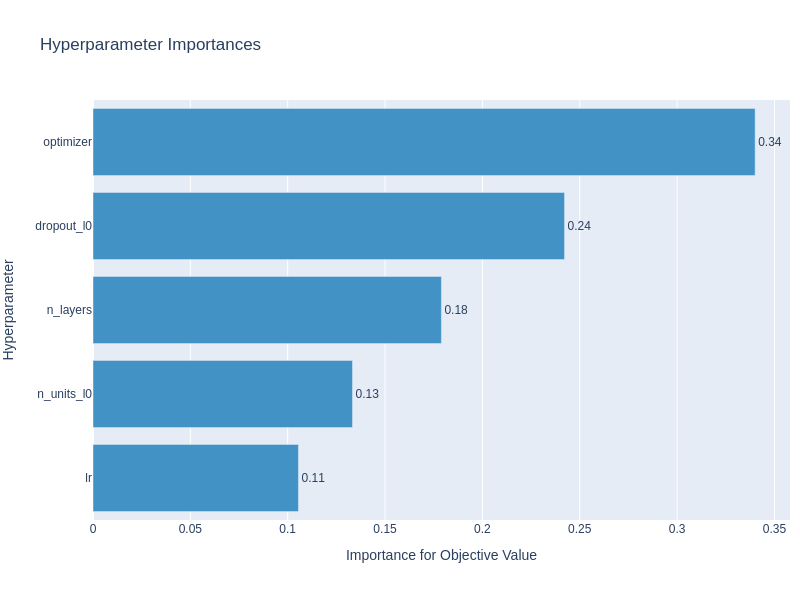 Hyperparameter Importances
Hyperparameter
optimizer
0.34
dropout_l0
0.24
n_layers
0.18
n_units_l0
0.13
lr
0.11
0
0.05
0.1
0.15
0.2
0.25
0.3
0.35
Importance for Objective Value